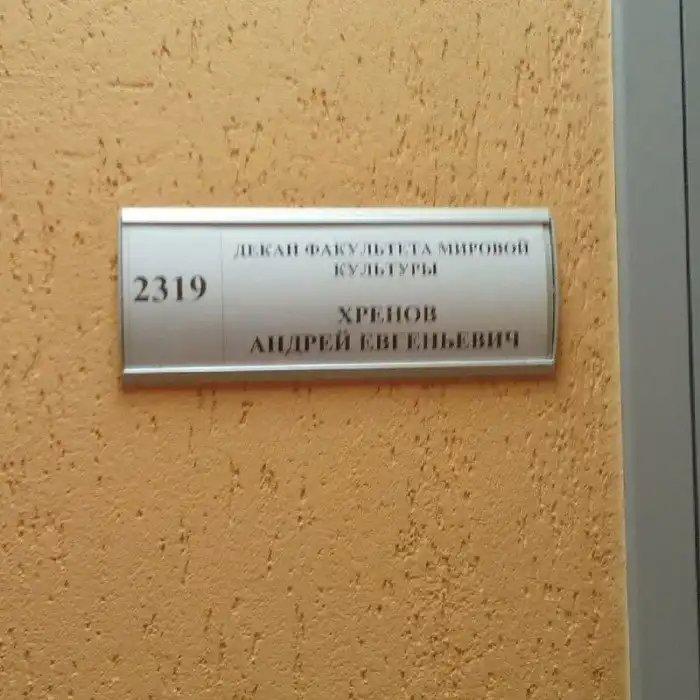 2319
ДЕКАН ФАКУЛЬТЕТА МИРОВОЙ
КУЛЬТУРЫ
ХРЕНОВ
АНДРЕЙ ЕВГЕНЬЕВИЧ